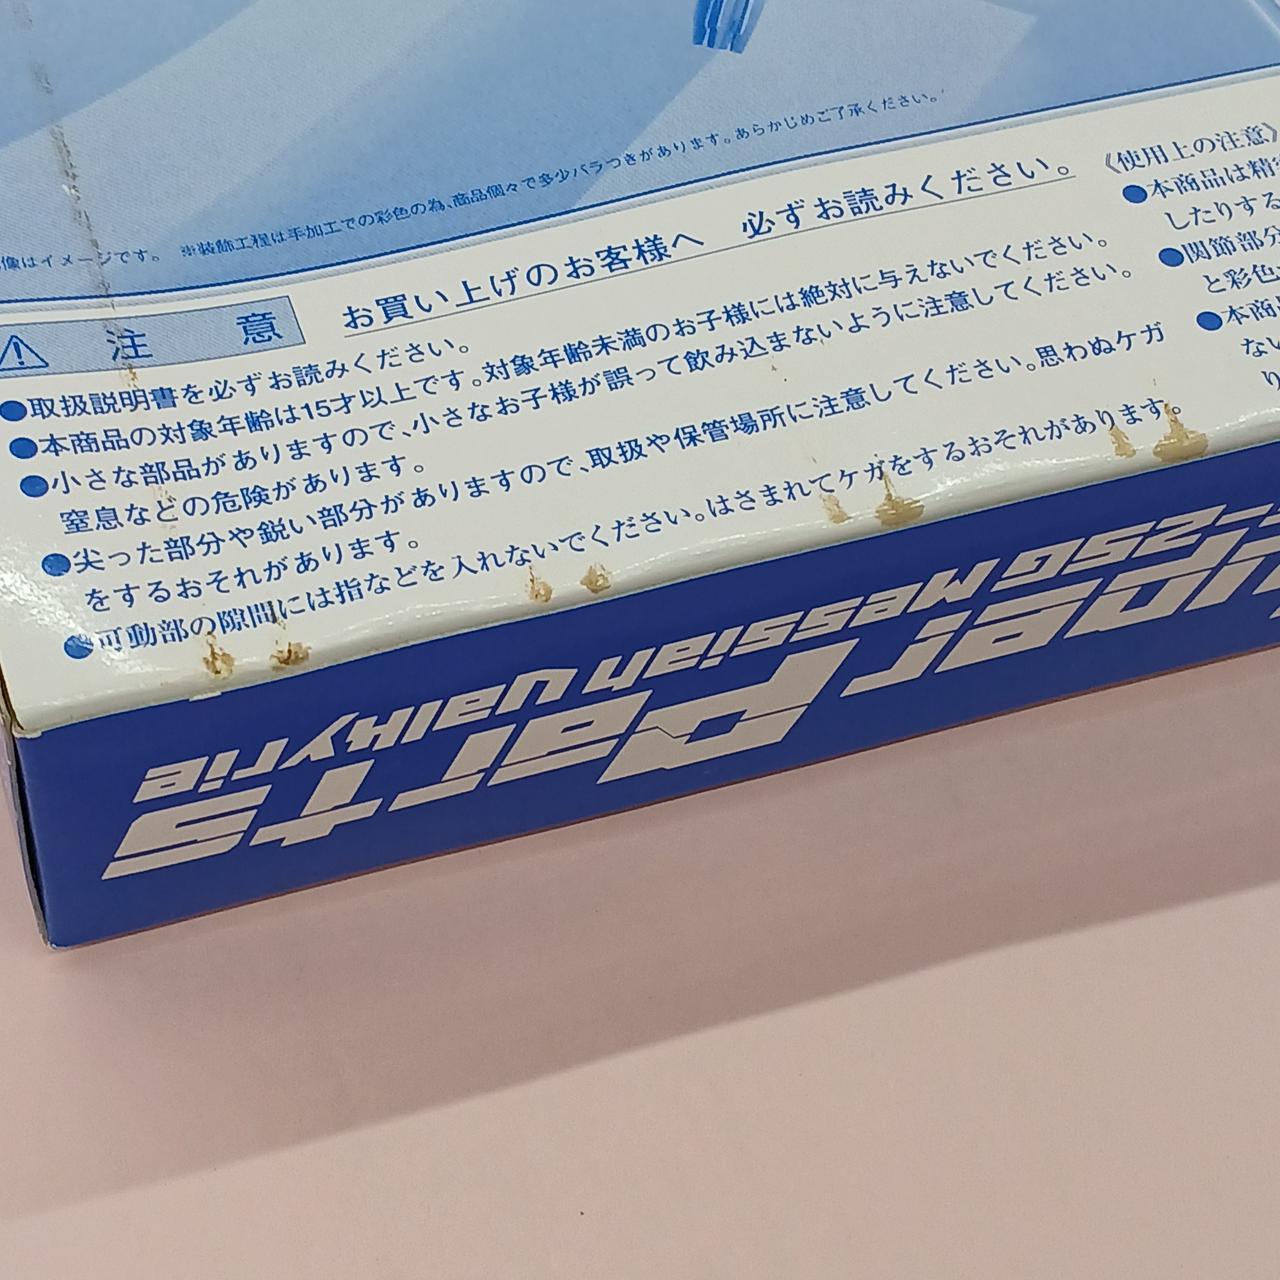 像はイメージです。 ※装飾工程は手加工での彩色の為、商品個々で多少バラつきがあります。あらかじめご了承ください。
注意
お買い上げのお客様へ 必ずお読みください。
●取扱説明書を必ずお読みください。
●本商品の対象年齢は15才以上です。対象年齢未満のお子様には絶対に与えないでください。
●小さな部品がありますので、小さなお子様が誤って飲み込まないように注意してください。
窒息などの危険があります。
●尖った部分や鋭い部分がありますので、取扱や保管場所に注意してください。思わぬケガ
をするおそれがあります。
●可動部の隙間には指などを入れないでください。はさまれてケガをするおそれがあります。
《使用上の注意》
●本商品は精
したりする
●関節部分
と彩色
●本商
ない
り
Super Parts
-25G Messiah Valkyrie